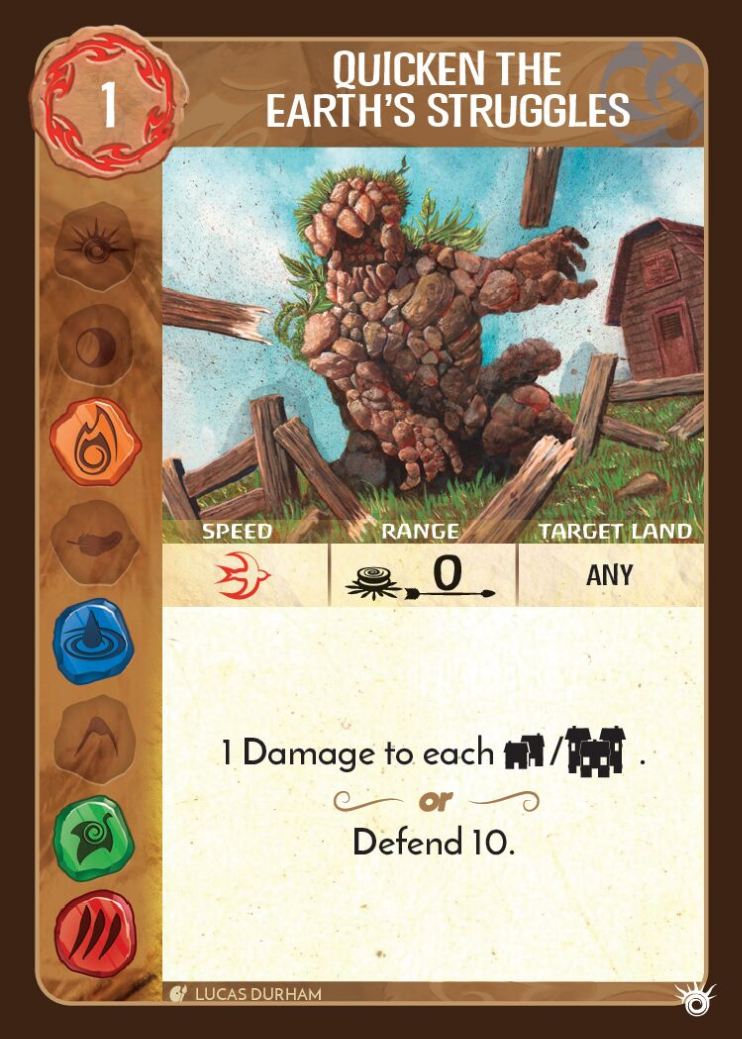 1
QUICKEN THE
EARTH'S STRUGGLES
SPEED RANGE TARGET LAND
0 ANY
1 Damage to each / .
or
Defend 10.
LUCAS DURHAM